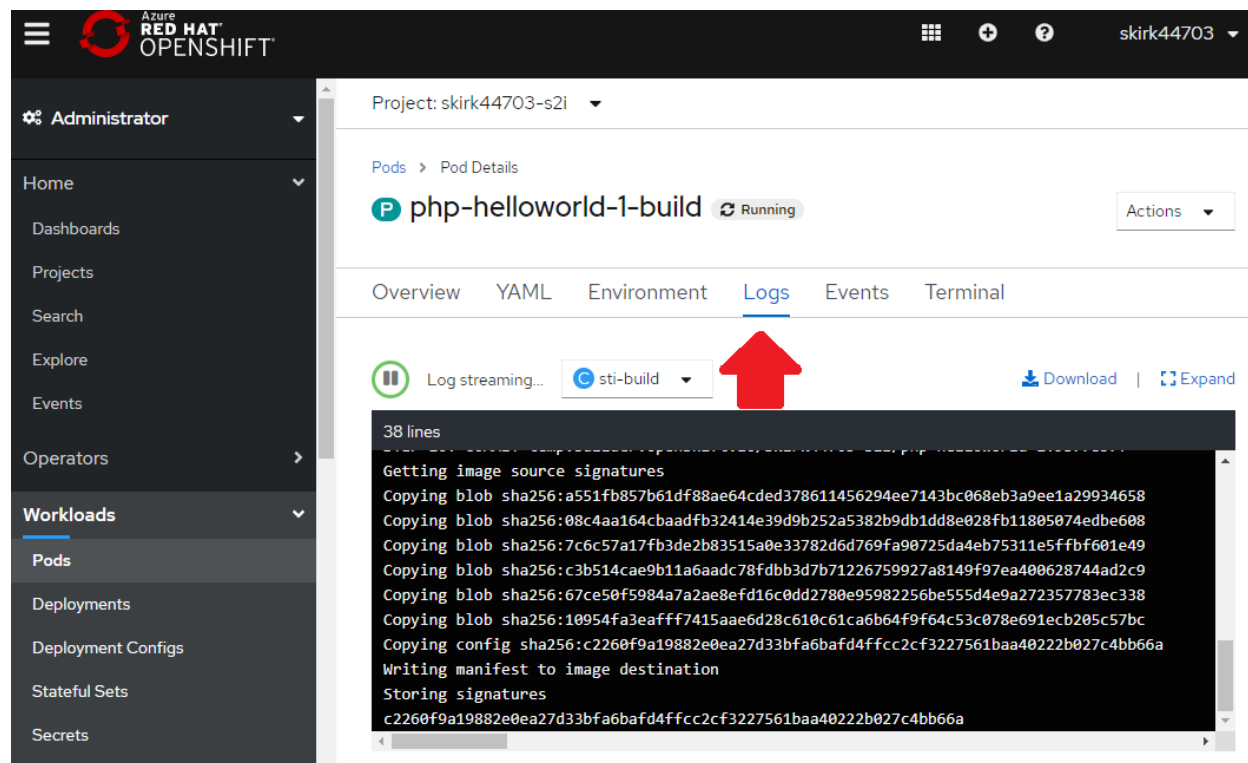 Azure
RED HAT
OPENSHIFT
skirk44703
Administrator
Home
Dashboards
Projects
Search
Explore
Events
Operators
Workloads
Pods
Deployments
Deployment Configs
Stateful Sets
Secrets
Project: skirk44703-s2i
Pods > Pod Details
P php-helloworld-1-build Running
Actions
Overview YAML Environment Logs Events Terminal
Log streaming... C sti-build Download | Expand
38 lines
Getting image source signatures
Copying blob sha256:a551fb857b61df88ae64cded378611456294ee7143bc068eb3a9ee1a29934658
Copying blob sha256:08c4aa164cbaadfb32414e39d9b252a5382b9db1dd8e028fb11805074edbe608
Copying blob sha256:7c6c57a17fb3de2b83515a0e33782d6d769fa90725da4eb75311e5ffbf601e49
Copying blob sha256:c3b514cae9b11a6aadc78fdbb3d7b71226759927a8149f97ea400628744ad2c9
Copying blob sha256:67ce50f5984a7a2ae8efd16c0dd2780e95982256be555d4e9a272357783ec338
Copying blob sha256:10954fa3eafff7415aae6d28c610c61ca6b64f9f64c53c078e691ecb205c57bc
Copying config sha256:c2260f9a19882e0ea27d33bfa6bafd4ffcc2cf3227561baa40222b027c4bb66a
Writing manifest to image destination
Storing signatures
c2260f9a19882e0ea27d33bfa6bafd4ffcc2cf3227561baa40222b027c4bb66a